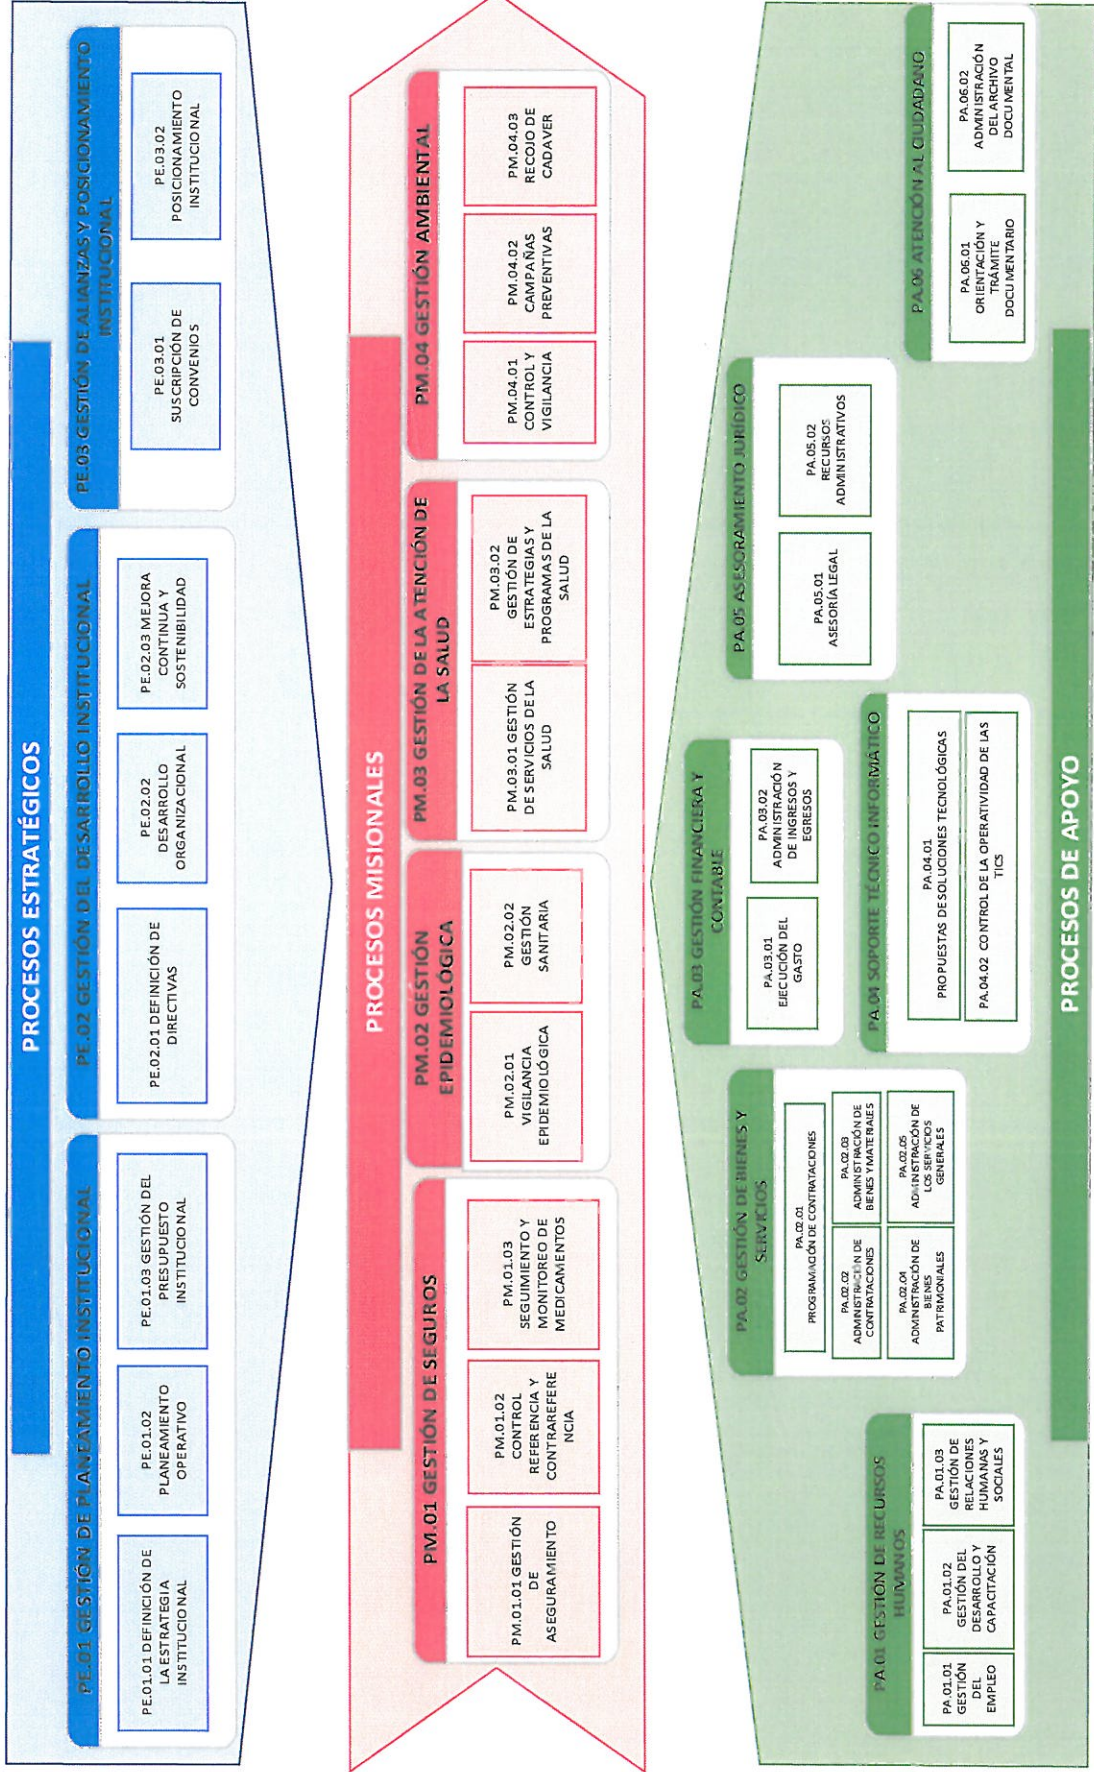 PROCESOS ESTRATÉGICOS
PE.01 GESTIÓN DE PLANEAMIENTO INSTITUCIONAL
PE.01.01 DEFINICIÓN DE
LA ESTRATEGIA
INSTITUCIONAL
PE.01.02
PLANEAMIENTO
OPERATIVO
PE.01.03 GESTIÓN DEL
PRESUPUESTO
INSTITUCIONAL
PE.02 GESTIÓN DEL DESARROLLO INSTITUCIONAL
PE.02.01 DEFINICIÓN DE
DIRECTIVAS
PE.02.02
DESARROLLO
ORGANIZACIONAL
PE.02.03 MEJORA
CONTINUA Y
SOSTENIBILIDAD
PE.03 GESTIÓN DE ALIANZAS Y POSICIONAMIENTO
INSTITUCIONAL
PE.03.01
SUSCRIPCIÓN DE
CONVENIOS
PE.03.02
POSICIONAMIENTO
INSTITUCIONAL
PROCESOS MISIONALES
PM.01 GESTIÓN DE SEGUROS
PM.01.01 GESTIÓN
DE
ASEGURAMIENTO
PM.01.02
CONTROL
REFERENCIA Y
CONTRAREFERE
NCIA
PM.01.03
SEGUIMIENTO Y
MONITOREO DE
MEDICAMENTOS
PM.02 GESTIÓN
EPIDEMIOLÓGICA
PM.02.01
VIGILANCIA
EPIDEMIOLÓGICA
PM.02.02
GESTIÓN
SANITARIA
PM.03 GESTIÓN DE LA ATENCIÓN DE
LA SALUD
PM.03.01 GESTIÓN
DE SERVICIOS DE LA
SALUD
PM.03.02
GESTIÓN DE
ESTRATEGIAS Y
PROGRAMAS DE LA
SALUD
PM.04 GESTIÓN AMBIENTAL
PM.04.01
CONTROL Y
VIGILANCIA
PM.04.02
CAMPAÑAS
PREVENTIVAS
PM.04.03
RECOJO DE
CADAVER
PA.01 GESTIÓN DE RECURSOS
HUMANOS
PA.01.01
GESTIÓN
DEL
EMPLEO
PA.01.02
GESTIÓN DEL
DESARROLLO Y
CAPACITACIÓN
PA.01.03
GESTIÓN DE
RELACIONES
HUMANAS Y
SOCIALES
PA.02 GESTIÓN DE BIENES Y
SERVICIOS
PA.02.01
PROGRAMACIÓN DE CONTRATACIONES
PA.02.02
ADMINISTRACIÓN DE
CONTRATACIONES
PA.02.03
ADMINISTRACIÓN DE
BIENES Y MATERIALES
PA.02.04
ADMINISTRACIÓN DE
BIENES
PATRIMONIALES
PA.02.05
ADMINISTRACIÓN DE
LOS SERVICIOS
GENERALES
PA.03 GESTIÓN FINANCIERA Y
CONTABLE
PA.03.01
EJECUCIÓN DEL
GASTO
PA.03.02
ADMINISTRACIÓN
DE INGRESOS Y
EGRESOS
PA.04 SOPORTE TÉCNICO INFORMÁTICO
PA.04.01
PROPUESTAS DE SOLUCIONES TECNOLÓGICAS
PA.04.02 CONTROL DE LA OPERATIVIDAD DE LAS
TICS
PA.05 ASESORAMIENTO JURÍDICO
PA.05.01
ASESORÍA LEGAL
PA.05.02
RECURSOS
ADMINISTRATIVOS
PA.06 ATENCIÓN AL CIUDADANO
PA.06.01
ORIENTACIÓN Y
TRÁMITE
DOCUMENTARIO
PA.06.02
ADMINISTRACIÓN
DEL ARCHIVO
DOCUMENTAL
PROCESOS DE APOYO